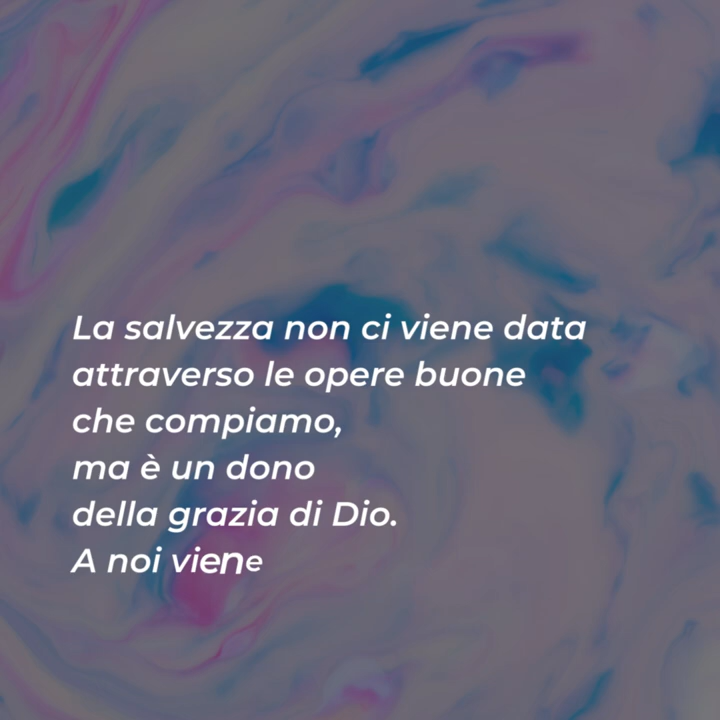 La salvezza non ci viene data
attraverso le opere buone
che compiamo,
ma è un dono
della grazia di Dio.
A noi viene